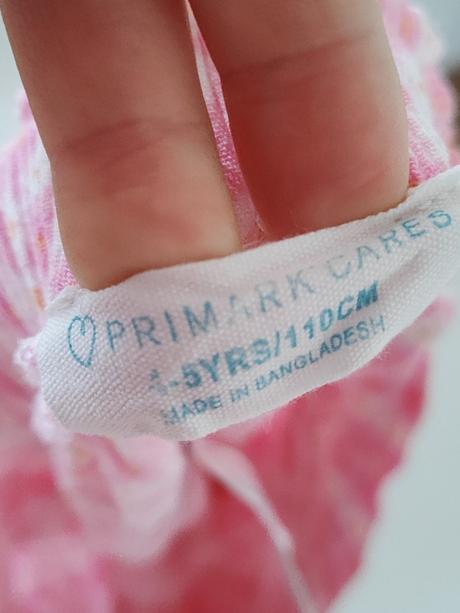 PRIMARK CARES
4-5YRS/110CM
MADE IN BANGLADESH